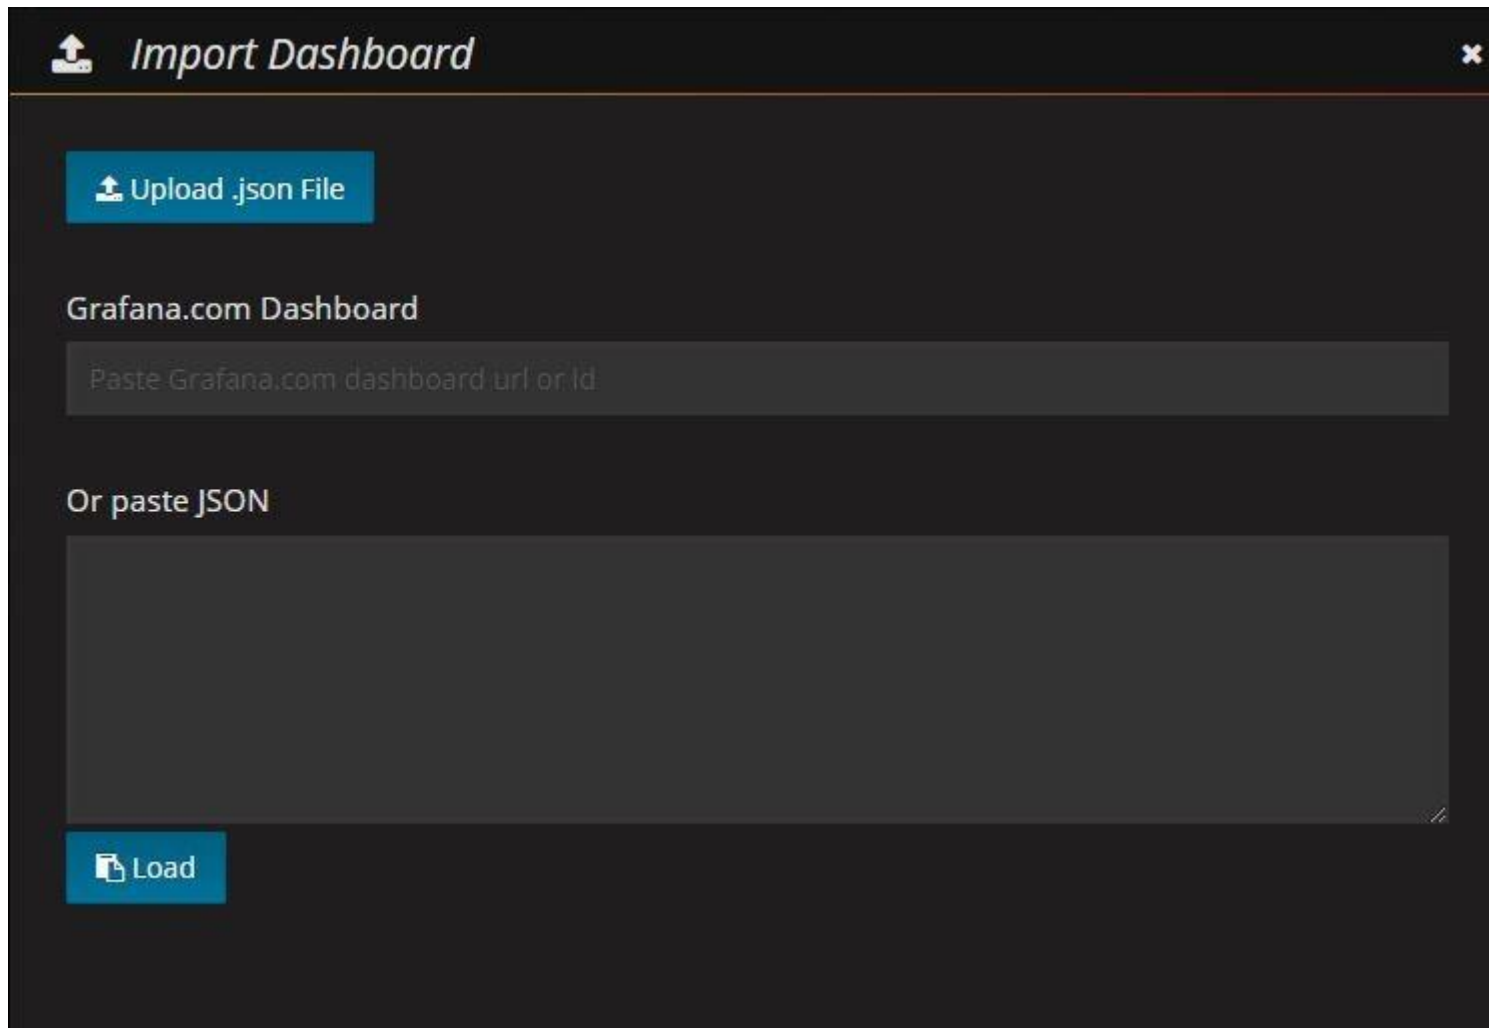 Import Dashboard
Upload .json File
Grafana.com Dashboard
Paste Grafana.com dashboard url or id
Or paste JSON
Load